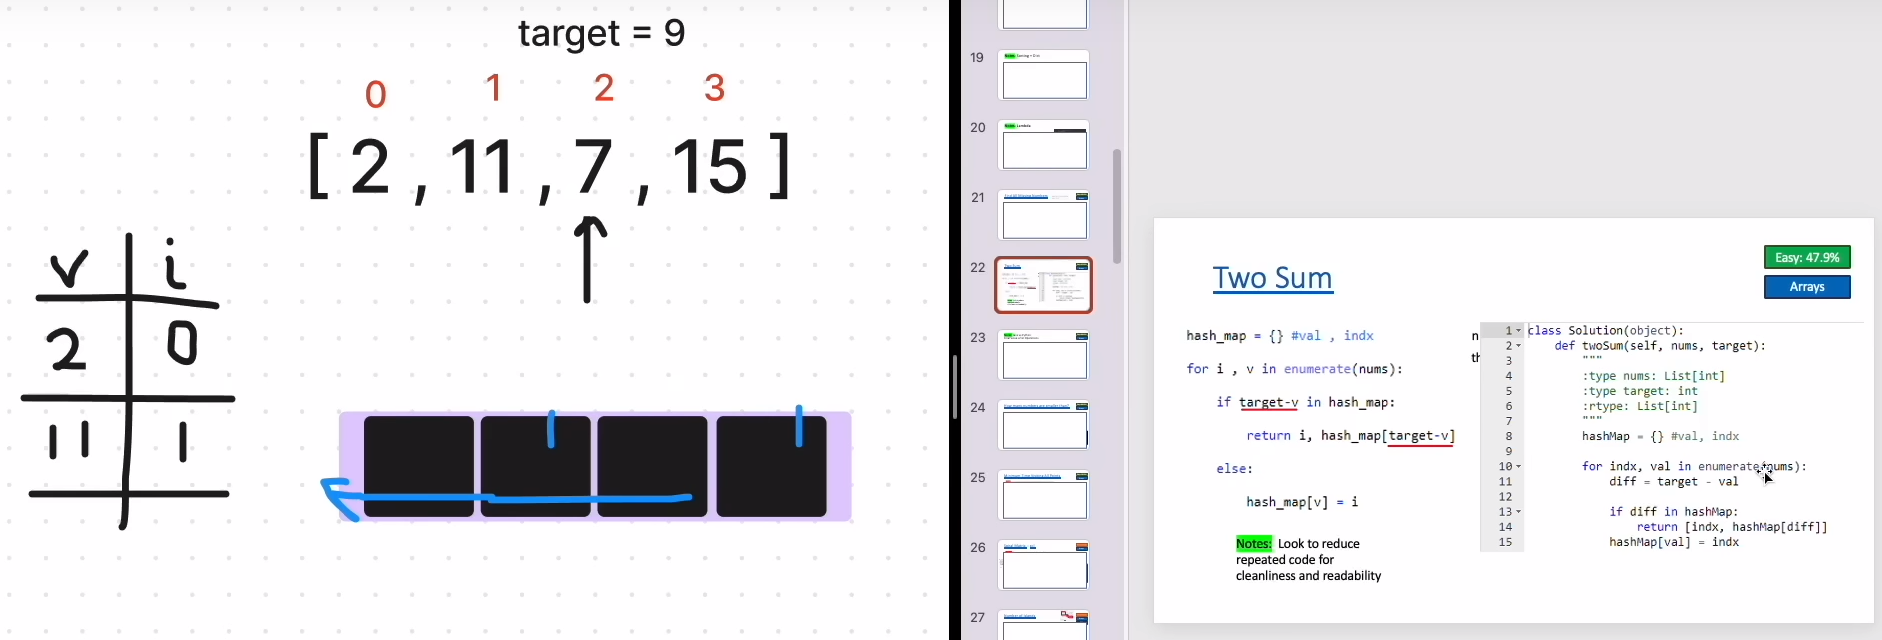 target = 9
0 1 2 3
[ 2 , 11 , 7 , 15 ]
v i
2 0
11 1
19
20
21
22
23
24
25
26
27
Two Sum
Easy: 47.9%
Arrays
hash_map = {} #val , indx
for i , v in enumerate(nums):
if target-v in hash_map:
return i, hash_map[target-v]
else:
hash_map[v] = i
Notes: Look to reduce
repeated code for
cleanliness and readability
1 class Solution(object):
2 def twoSum(self, nums, target):
3 """
4 :type nums: List[int]
5 :type target: int
6 :rtype: List[int]
7 """
8 hashMap = {} #val, indx
9
10 for indx, val in enumerate(nums):
11 diff = target - val
12
13 if diff in hashMap:
14 return [indx, hashMap[diff]]
15 hashMap[val] = indx